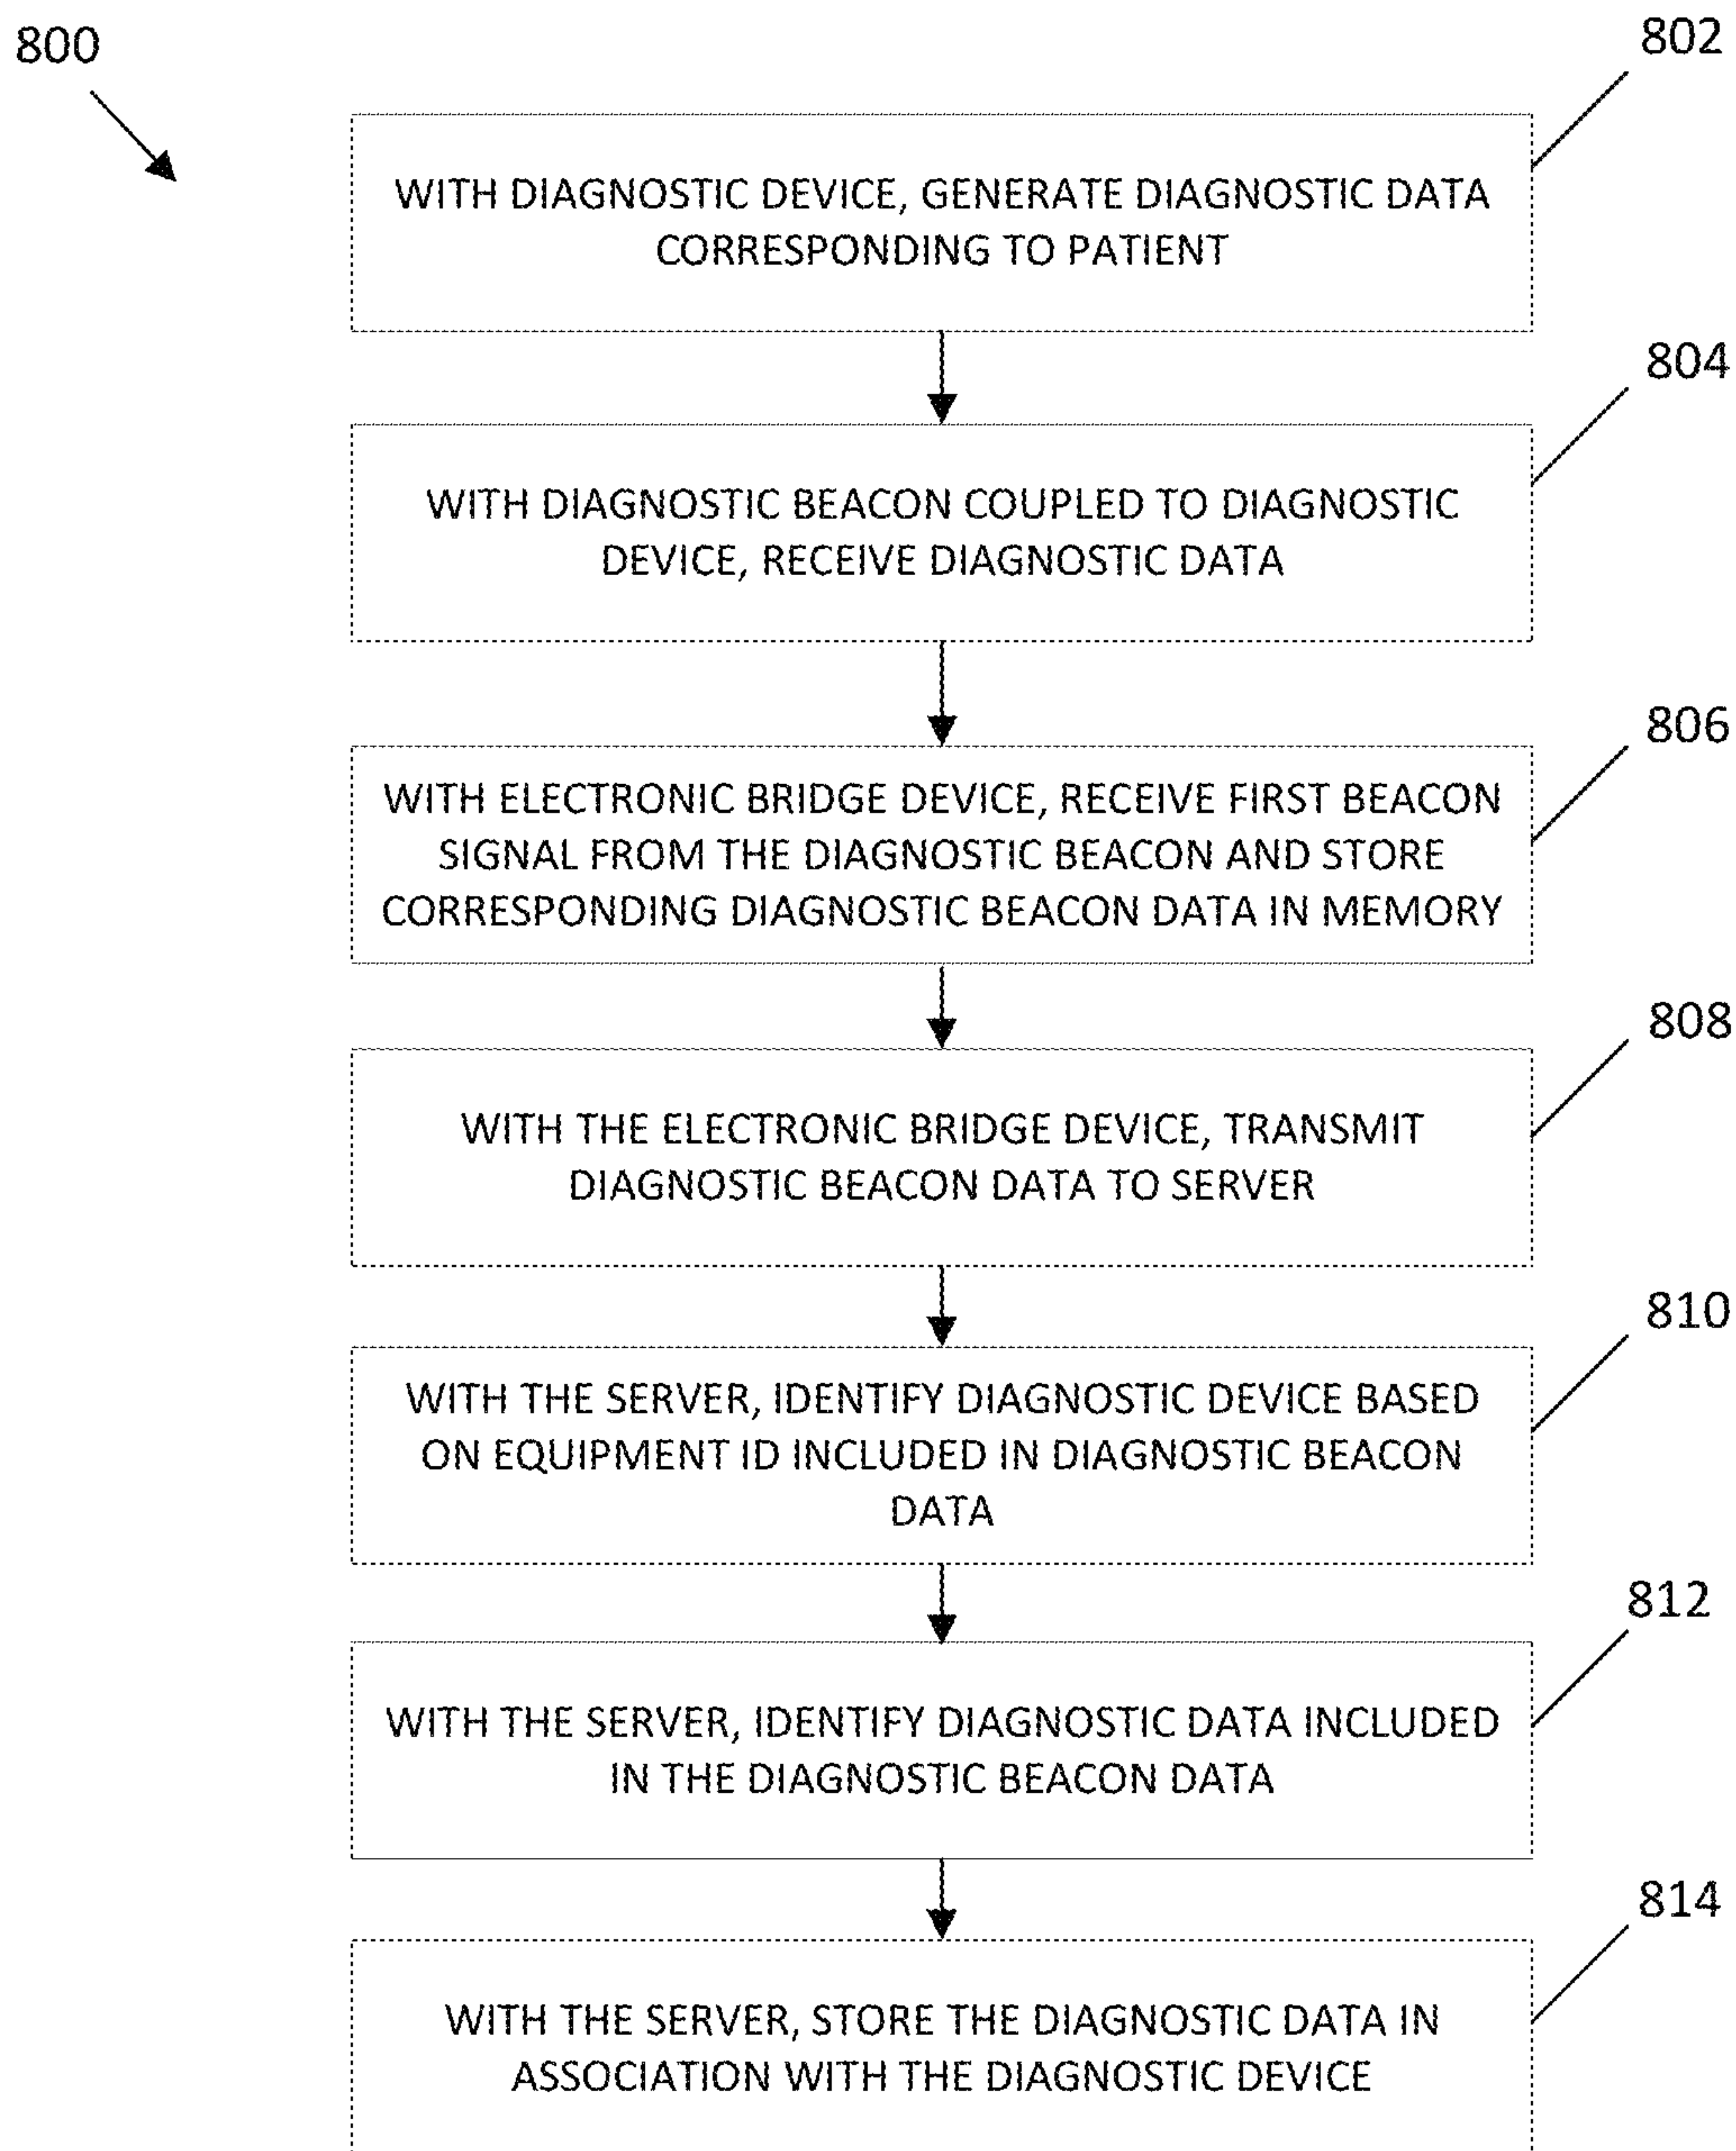 800
802
WITH DIAGNOSTIC DEVICE, GENERATE DIAGNOSTIC DATA
CORRESPONDING TO PATIENT
804
WITH DIAGNOSTIC BEACON COUPLED TO DIAGNOSTIC
DEVICE, RECEIVE DIAGNOSTIC DATA
806
WITH ELECTRONIC BRIDGE DEVICE, RECEIVE FIRST BEACON
SIGNAL FROM THE DIAGNOSTIC BEACON AND STORE
CORRESPONDING DIAGNOSTIC BEACON DATA IN MEMORY
808
WITH THE ELECTRONIC BRIDGE DEVICE, TRANSMIT
DIAGNOSTIC BEACON DATA TO SERVER
810
WITH THE SERVER, IDENTIFY DIAGNOSTIC DEVICE BASED
ON EQUIPMENT ID INCLUDED IN DIAGNOSTIC BEACON
DATA
812
WITH THE SERVER, IDENTIFY DIAGNOSTIC DATA INCLUDED
IN THE DIAGNOSTIC BEACON DATA
814
WITH THE SERVER, STORE THE DIAGNOSTIC DATA IN
ASSOCIATION WITH THE DIAGNOSTIC DEVICE